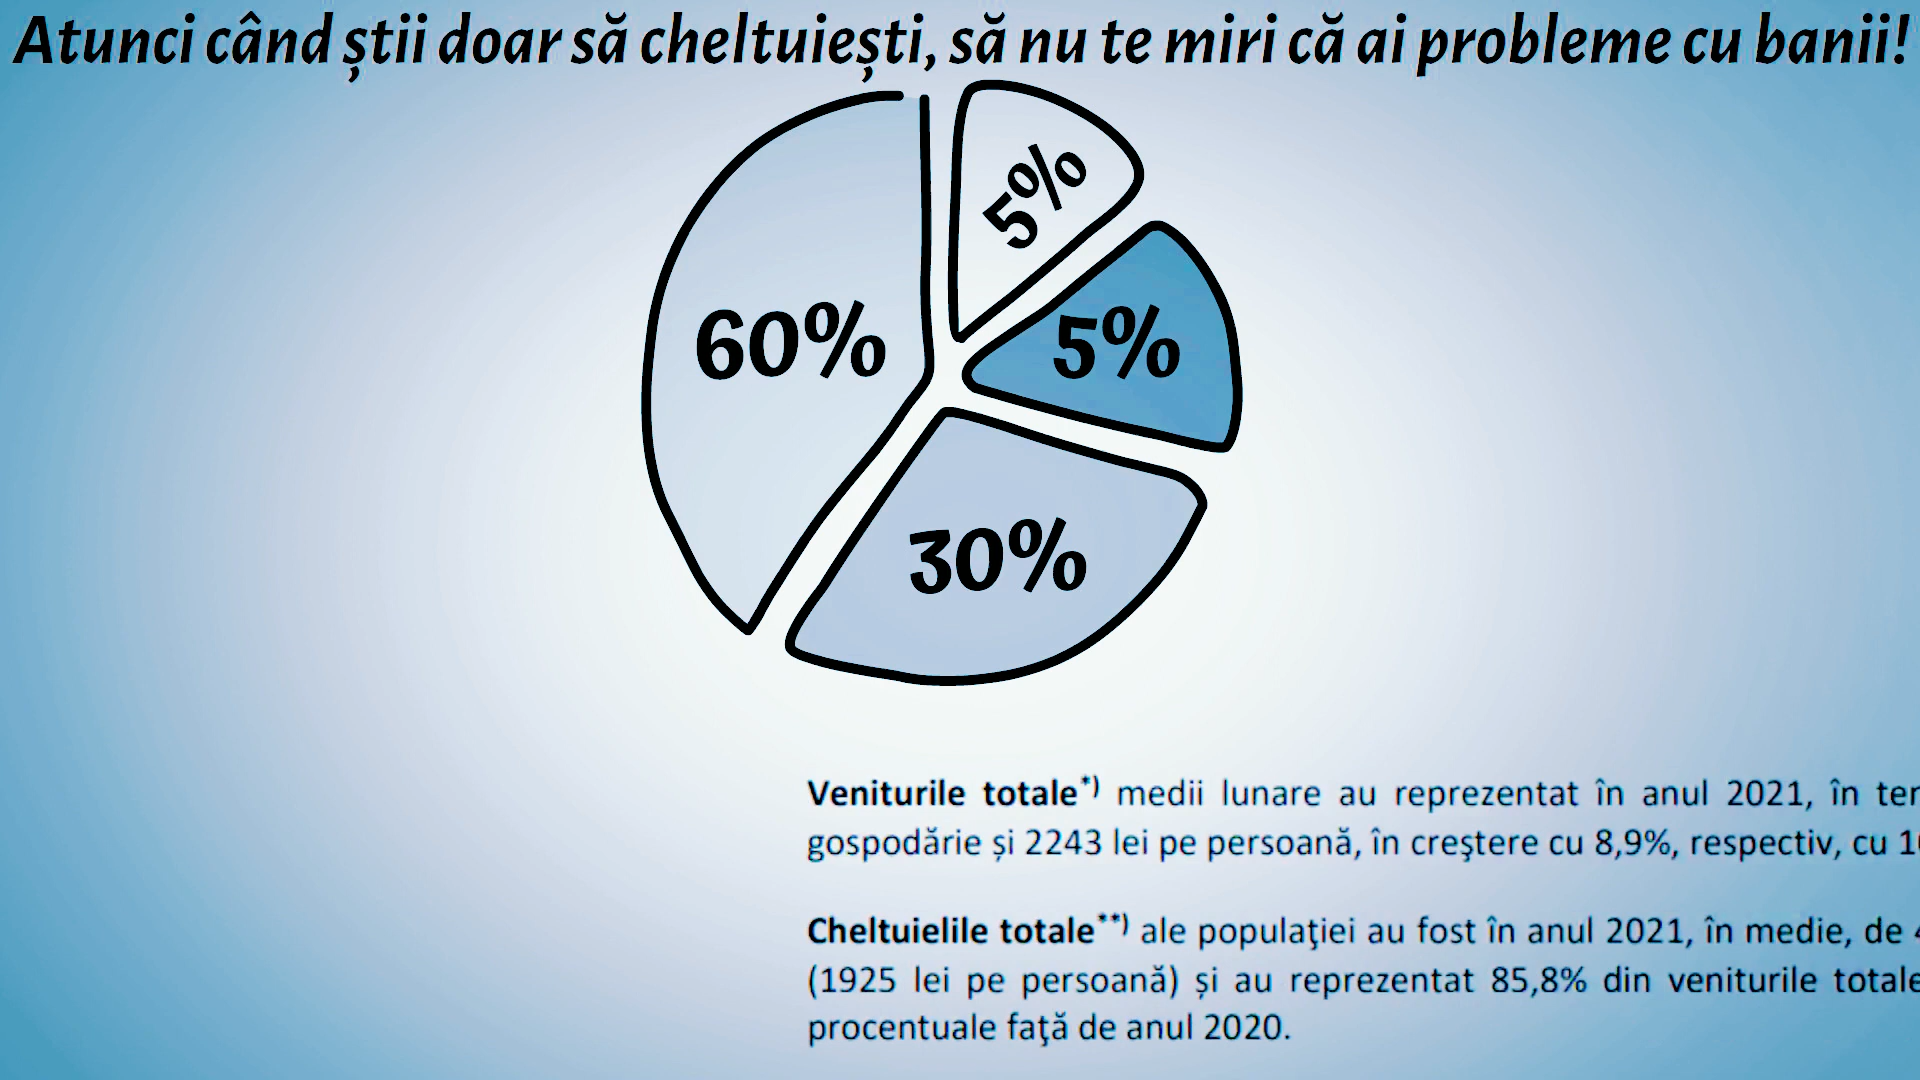 Atunci când știi doar să cheltuiești, să nu te miri că ai probleme cu banii!
5%
60%
5%
30%
Veniturile totale*) medii lunare au reprezentat în anul 2021, în
gospodărie și 2243 lei pe persoană, în creştere cu 8,9%, respectiv, cu
Cheltuielile totale**) ale populaţiei au fost în anul 2021, în medie, de
(1925 lei pe persoană) și au reprezentat 85,8% din veniturile totale
procentuale faţă de anul 2020.